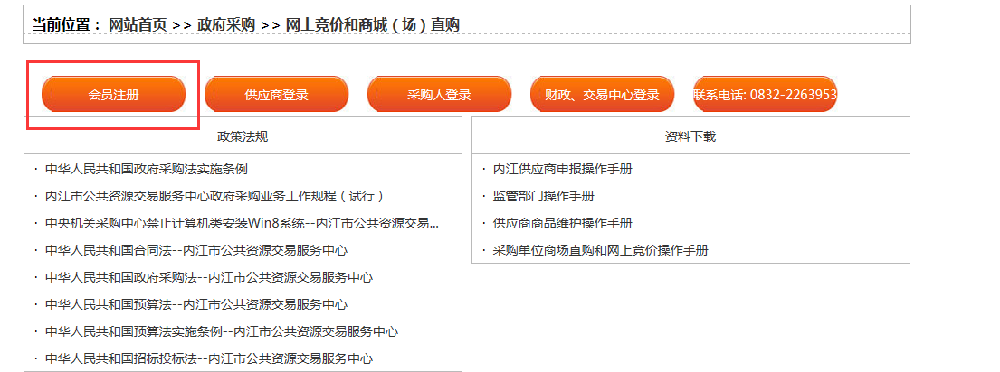 当前位置： 网站首页 >> 政府采购 >> 网上竞价和商城（场）直购
会员注册
供应商登录
采购人登录
财政、交易中心登录
联系电话: 0832-2263953
政策法规
· 中华人民共和国政府采购法实施条例
· 内江市公共资源交易服务中心政府采购业务工作规程（试行）
· 中央机关采购中心禁止计算机类安装Win8系统--内江市公共资源交易...
· 中华人民共和国合同法--内江市公共资源交易服务中心
· 中华人民共和国政府采购法--内江市公共资源交易服务中心
· 中华人民共和国预算法--内江市公共资源交易服务中心
· 中华人民共和国预算法实施条例--内江市公共资源交易服务中心
· 中华人民共和国招标投标法--内江市公共资源交易服务中心
资料下载
· 内江供应商申报操作手册
· 监管部门操作手册
· 供应商商品维护操作手册
· 采购单位商场直购和网上竞价操作手册